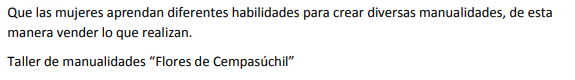 Que las mujeres aprendan diferentes habilidades para crear diversas manualidades, de esta
manera vender lo que realizan.
Taller de manualidades “Flores de Cempasúchil”